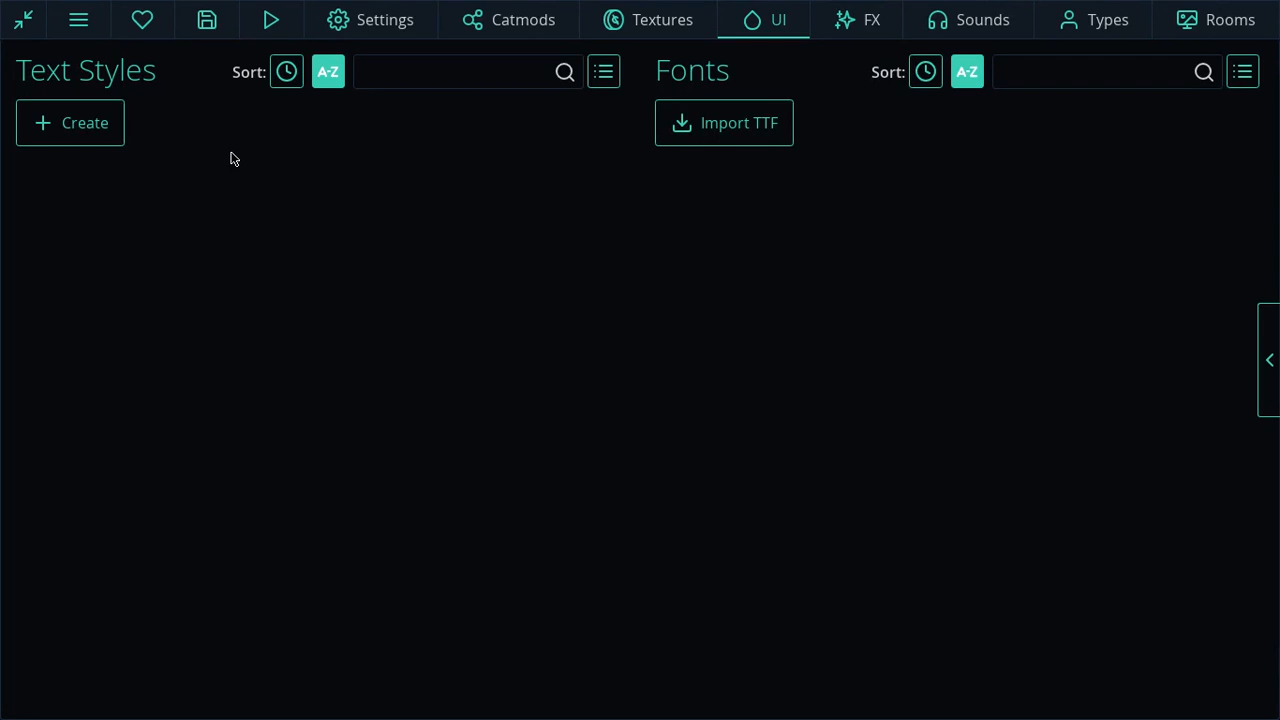 Settings
Catmods
Textures
UI
FX
Sounds
Types
Rooms
Text Styles
Sort:
A-Z
Fonts
Sort:
A-Z
Create
Import TTF